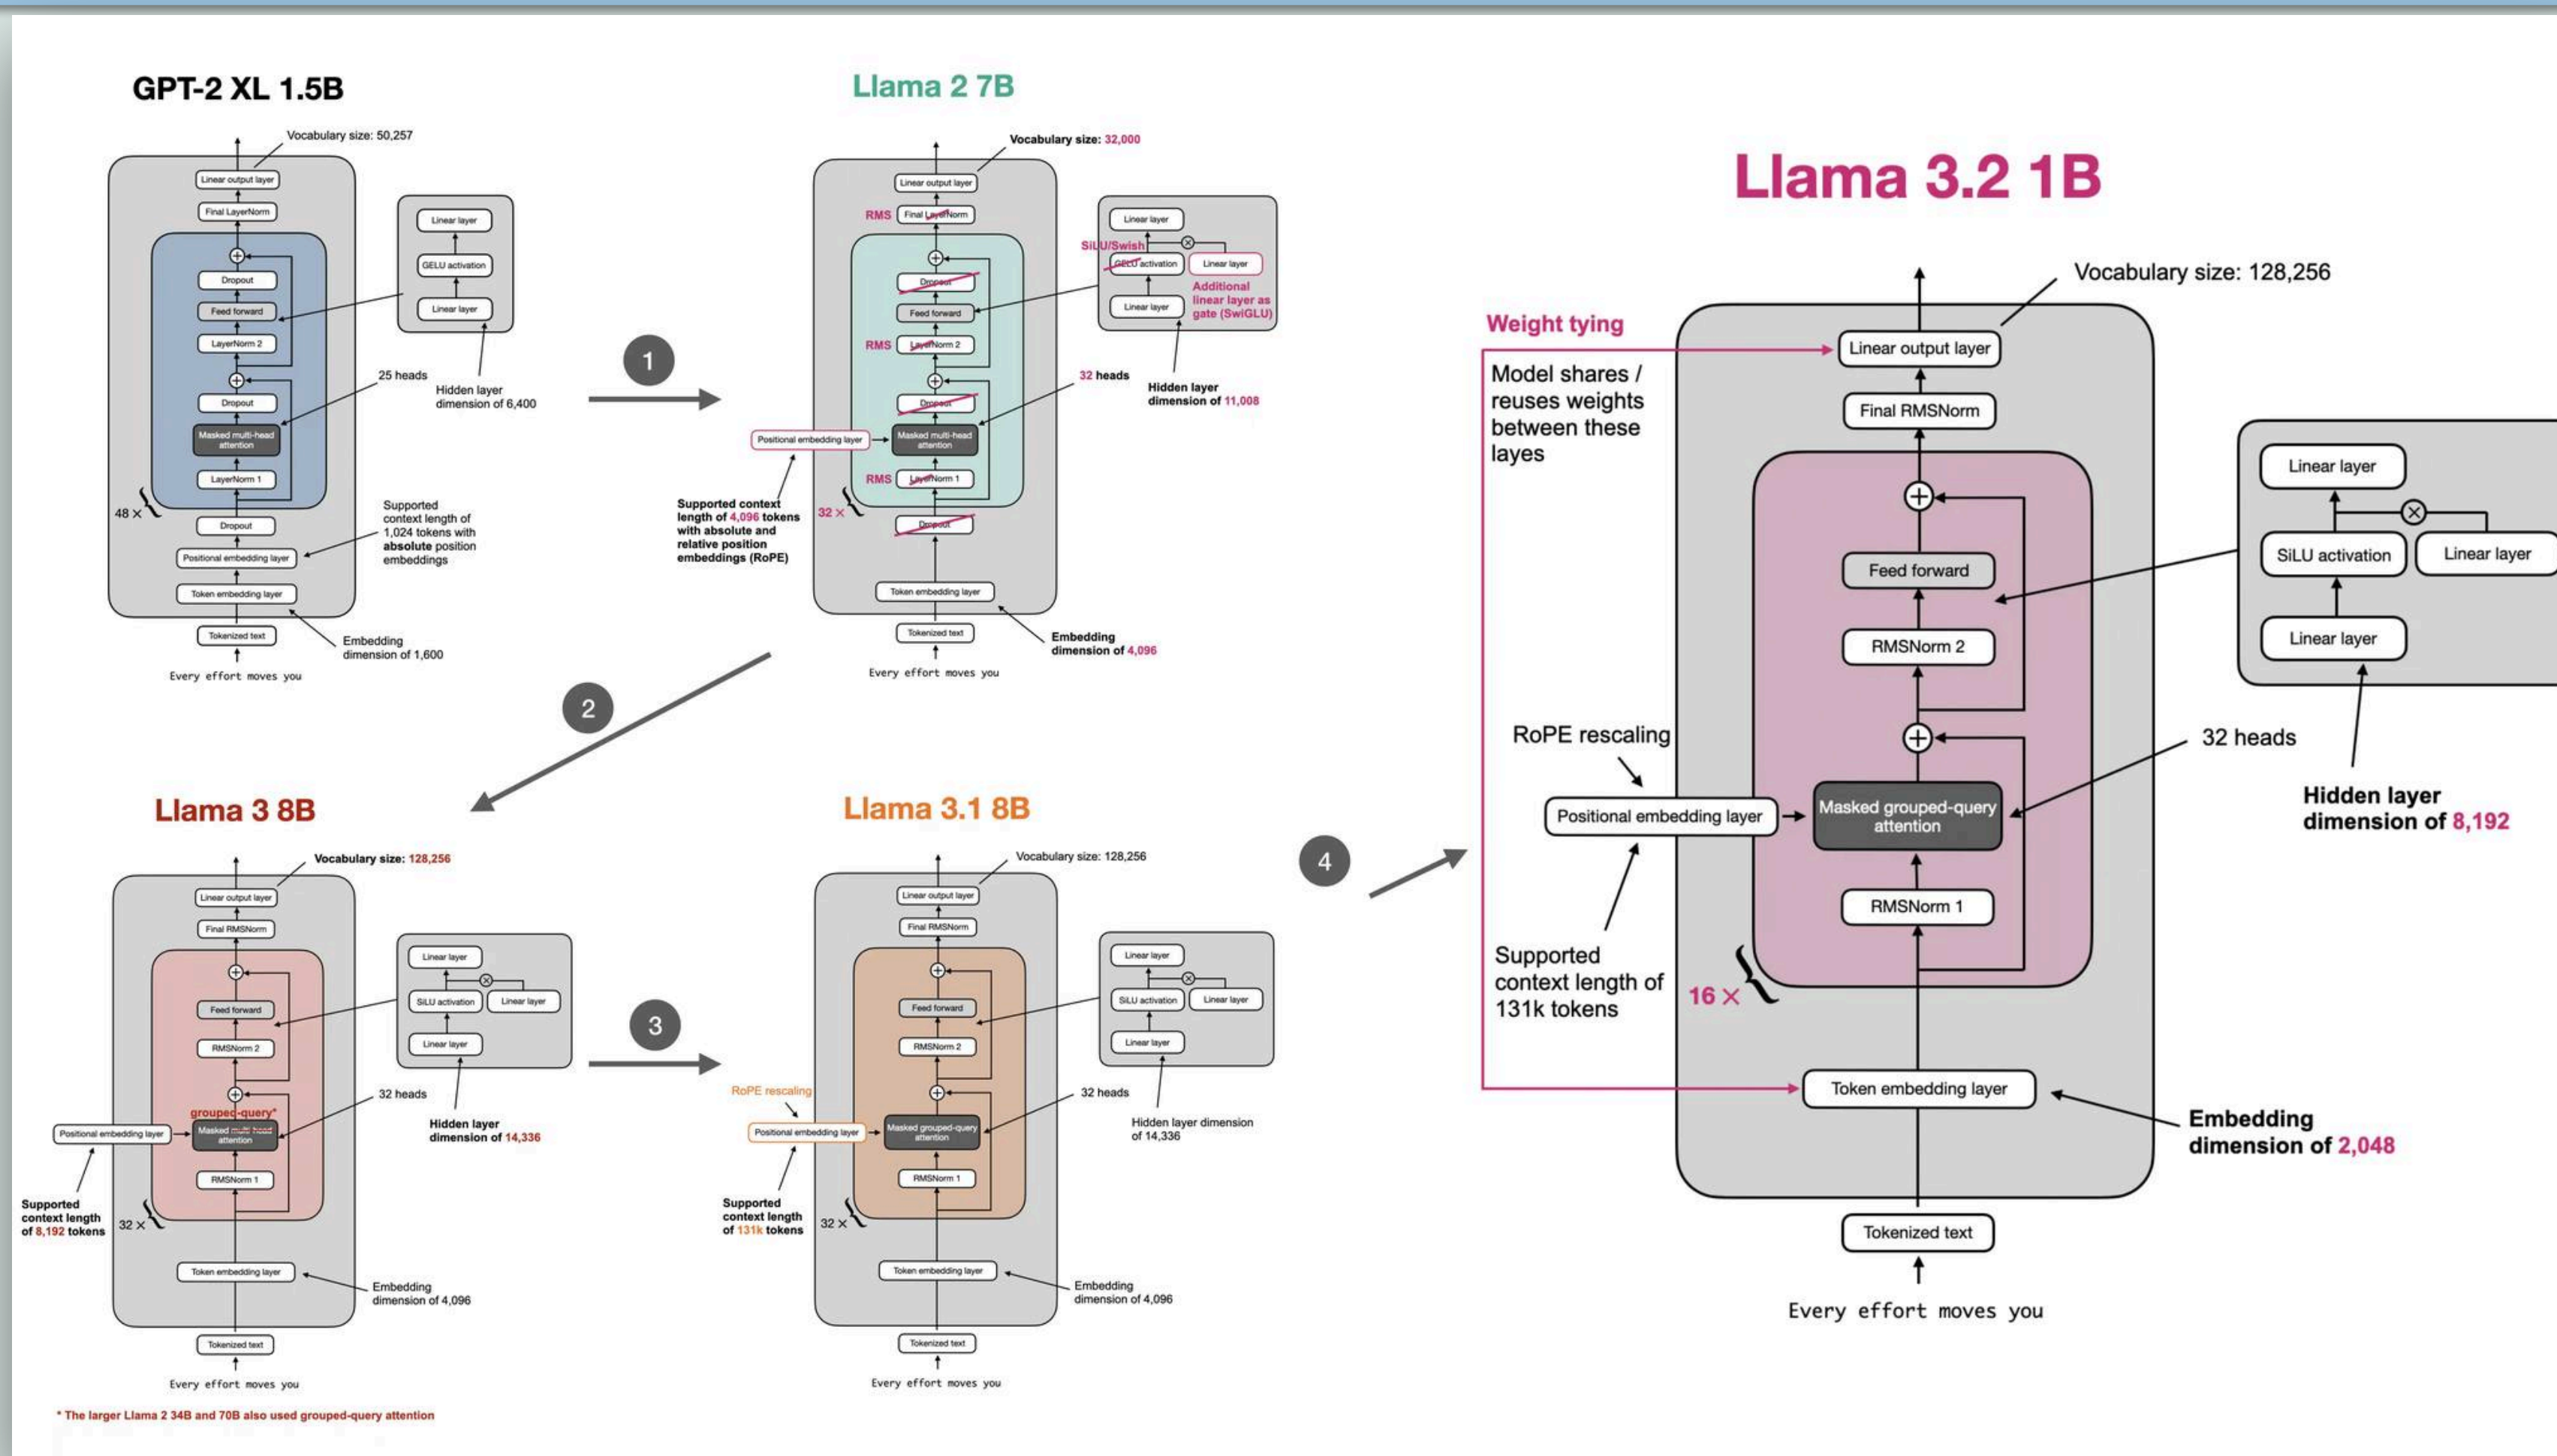 GPT-2 XL 1.5B
Vocabulary size: 50,257
Linear output layer
Final LayerNorm
Dropout
Feed forward
LayerNorm 2
Dropout
Masked multi-head
attention
LayerNorm 1
48 ×
Dropout
Positional embedding layer
Token embedding layer
Tokenized text
Every effort moves you
Linear layer
GELU activation
Linear layer
25 heads
Hidden layer
dimension of 6,400
Supported
context length of
1,024 tokens with
absolute position
embeddings
Embedding
dimension of 1,600
1
Llama 2 7B
Vocabulary size: 32,000
Linear output layer
RMS
Final LayerNorm
Dropout
Feed forward
RMS
LayerNorm 2
Dropout
Positional embedding layer
Masked multi-head
attention
RMS
LayerNorm 1
32 ×
Dropout
Token embedding layer
Tokenized text
Every effort moves you
Linear layer
SiLU/Swish
GELU activation
Linear layer
Linear layer
Additional
linear layer as
gate (SwiGLU)
32 heads
Hidden layer
dimension of 11,008
Supported context
length of 4,096 tokens
with absolute and
relative position
embeddings (RoPE)
Embedding
dimension of 4,096
2
Llama 3 8B
Vocabulary size: 128,256
Linear output layer
Final RMSNorm
Feed forward
RMSNorm 2
grouped-query*
Positional embedding layer
Masked multi-head
attention
RMSNorm 1
32 ×
Token embedding layer
Tokenized text
Every effort moves you
Linear layer
SiLU activation
Linear layer
Linear layer
32 heads
Hidden layer
dimension of 14,336
Supported
context length
of 8,192 tokens
Embedding
dimension of 4,096
* The larger Llama 2 34B and 70B also used grouped-query attention
3
Llama 3.1 8B
Vocabulary size: 128,256
Linear output layer
Final RMSNorm
Feed forward
RMSNorm 2
RoPE rescaling
Positional embedding layer
Masked grouped-query
attention
RMSNorm 1
32 ×
Token embedding layer
Tokenized text
Every effort moves you
Linear layer
SiLU activation
Linear layer
Linear layer
32 heads
Hidden layer dimension
of 14,336
Supported
context length
of 131k tokens
Embedding
dimension of 4,096
4
Llama 3.2 1B
Vocabulary size: 128,256
Weight tying
Model shares /
reuses weights
between these
layes
Linear output layer
Final RMSNorm
Feed forward
RMSNorm 2
RoPE rescaling
Positional embedding layer
Masked grouped-query
attention
RMSNorm 1
16 ×
Supported
context length of
131k tokens
Token embedding layer
Tokenized text
Every effort moves you
Linear layer
SiLU activation
Linear layer
Linear layer
32 heads
Hidden layer
dimension of 8,192
Embedding
dimension of 2,048